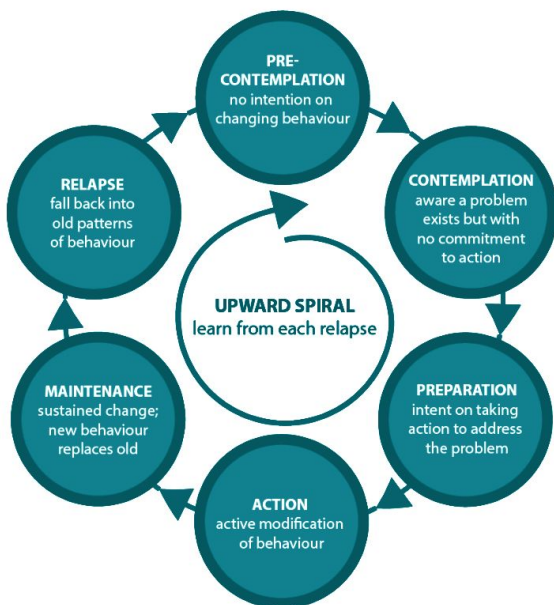 PRE-
CONTEMPLATION
no intention on
changing behaviour
CONTEMPLATION
aware a problem
exists but with
no commitment
to action
PREPARATION
intent on taking
action to address
the problem
ACTION
active modification
of behaviour
MAINTENANCE
sustained change;
new behaviour
replaces old
RELAPSE
fall back into
old patterns
of behaviour
UPWARD SPIRAL
learn from each relapse